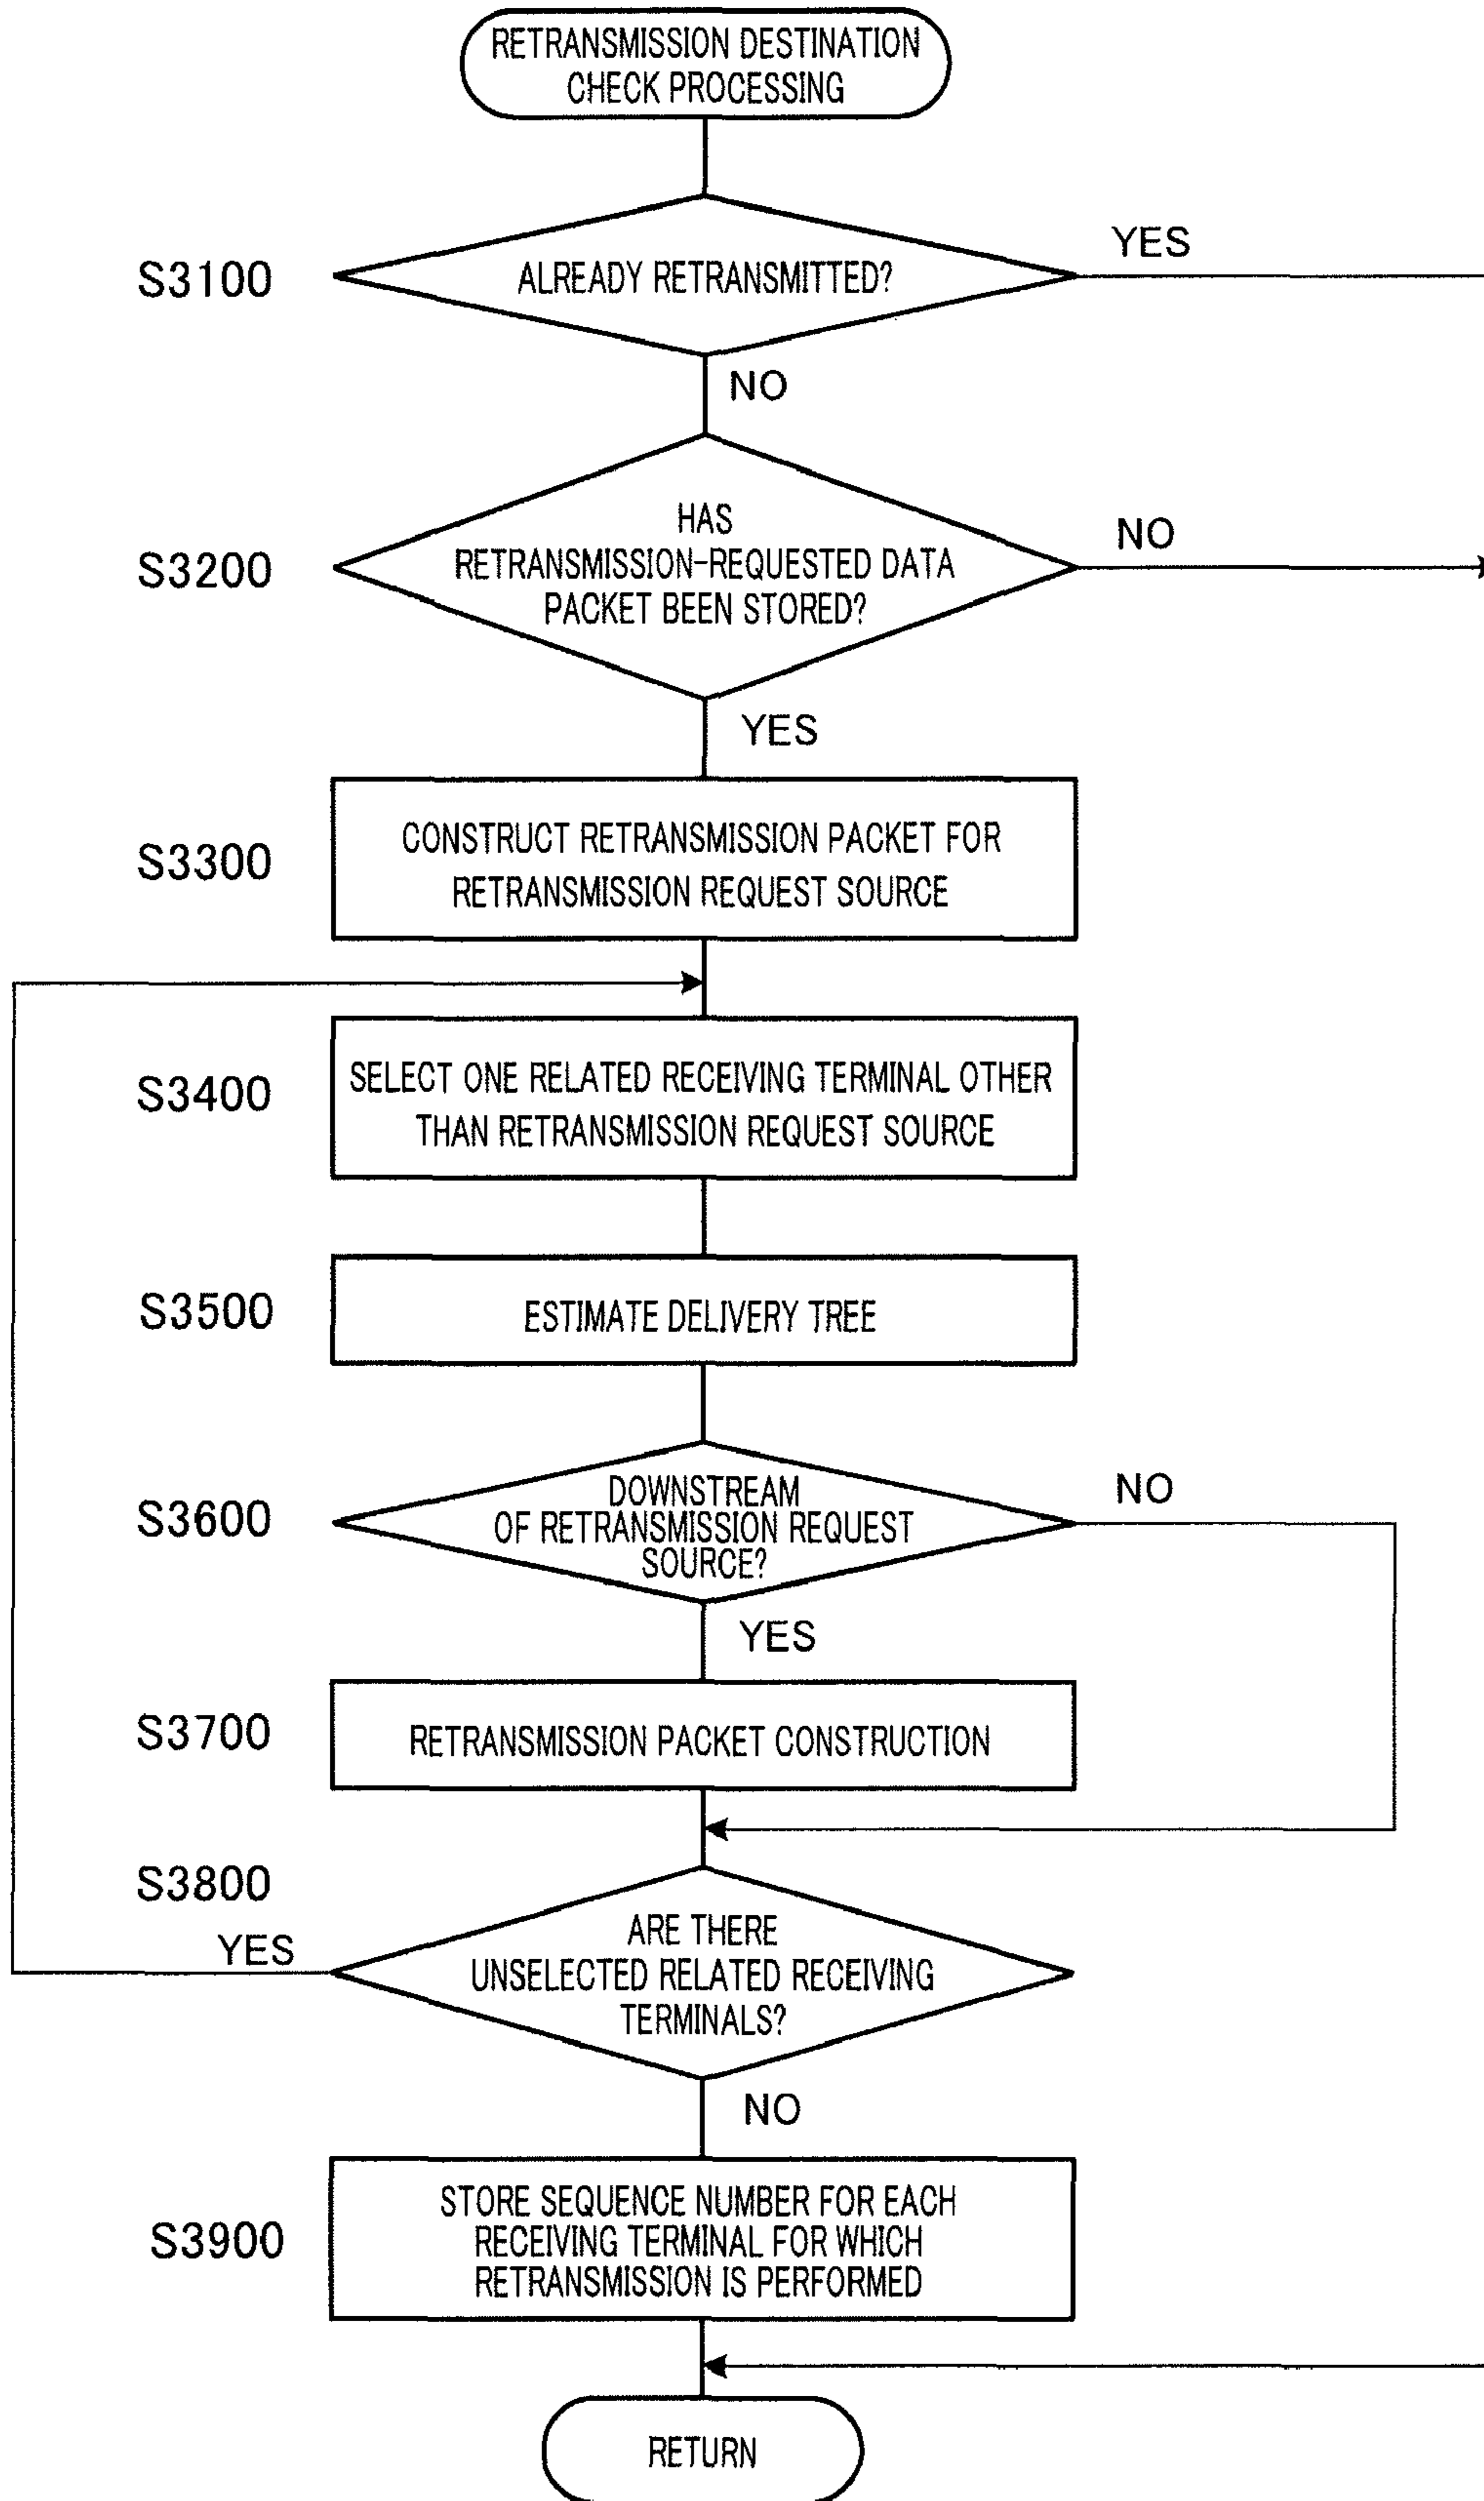 RETRANSMISSION DESTINATION
CHECK PROCESSING
S3100
ALREADY RETRANSMITTED?
YES
NO
S3200
HAS
RETRANSMISSION-REQUESTED DATA
PACKET BEEN STORED?
NO
YES
S3300
CONSTRUCT RETRANSMISSION PACKET FOR
RETRANSMISSION REQUEST SOURCE
S3400
SELECT ONE RELATED RECEIVING TERMINAL OTHER
THAN RETRANSMISSION REQUEST SOURCE
S3500
ESTIMATE DELIVERY TREE
S3600
DOWNSTREAM
OF RETRANSMISSION REQUEST
SOURCE?
NO
YES
S3700
RETRANSMISSION PACKET CONSTRUCTION
S3800
YES
ARE THERE
UNSELECTED RELATED RECEIVING
TERMINALS?
NO
S3900
STORE SEQUENCE NUMBER FOR EACH
RECEIVING TERMINAL FOR WHICH
RETRANSMISSION IS PERFORMED
RETURN